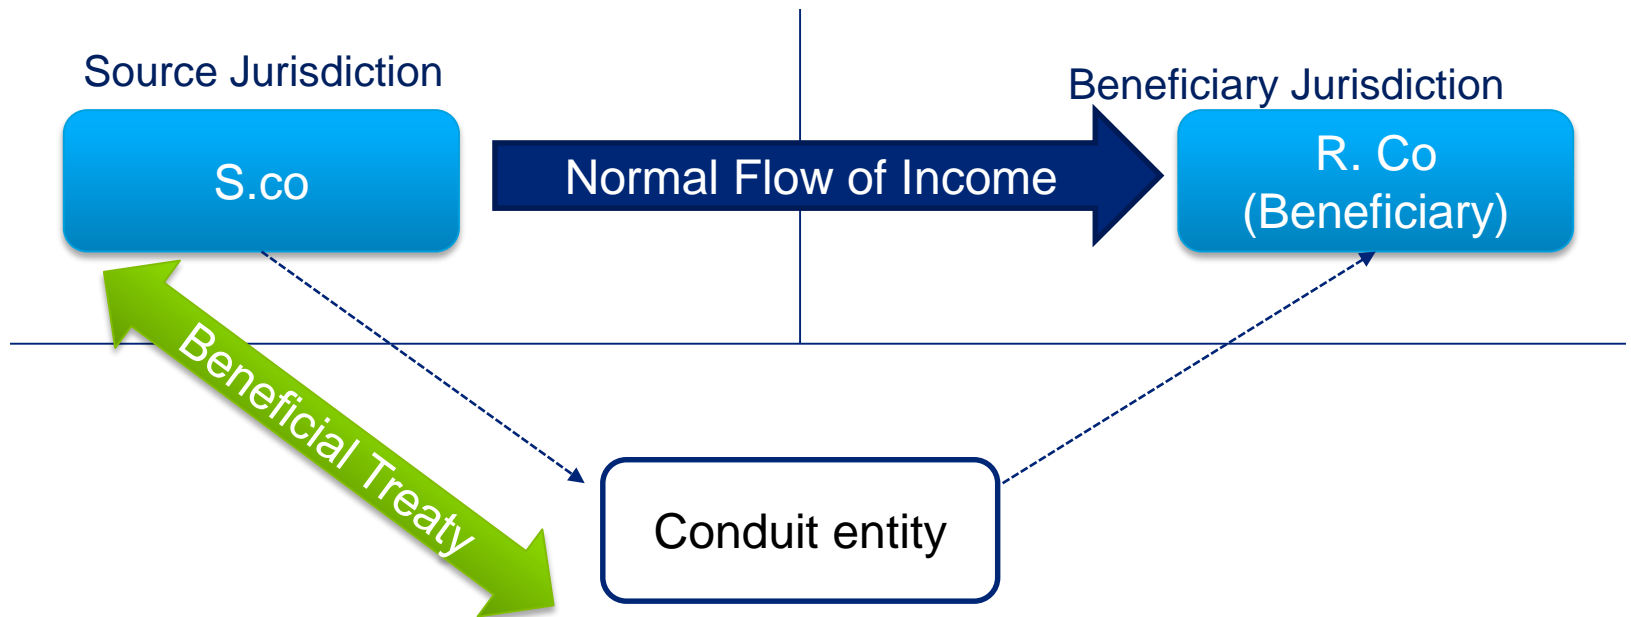 Source Jurisdiction
Beneficiary Jurisdiction
S.co
Normal Flow of Income
R. Co
(Beneficiary)
Beneficial Treaty
Conduit entity